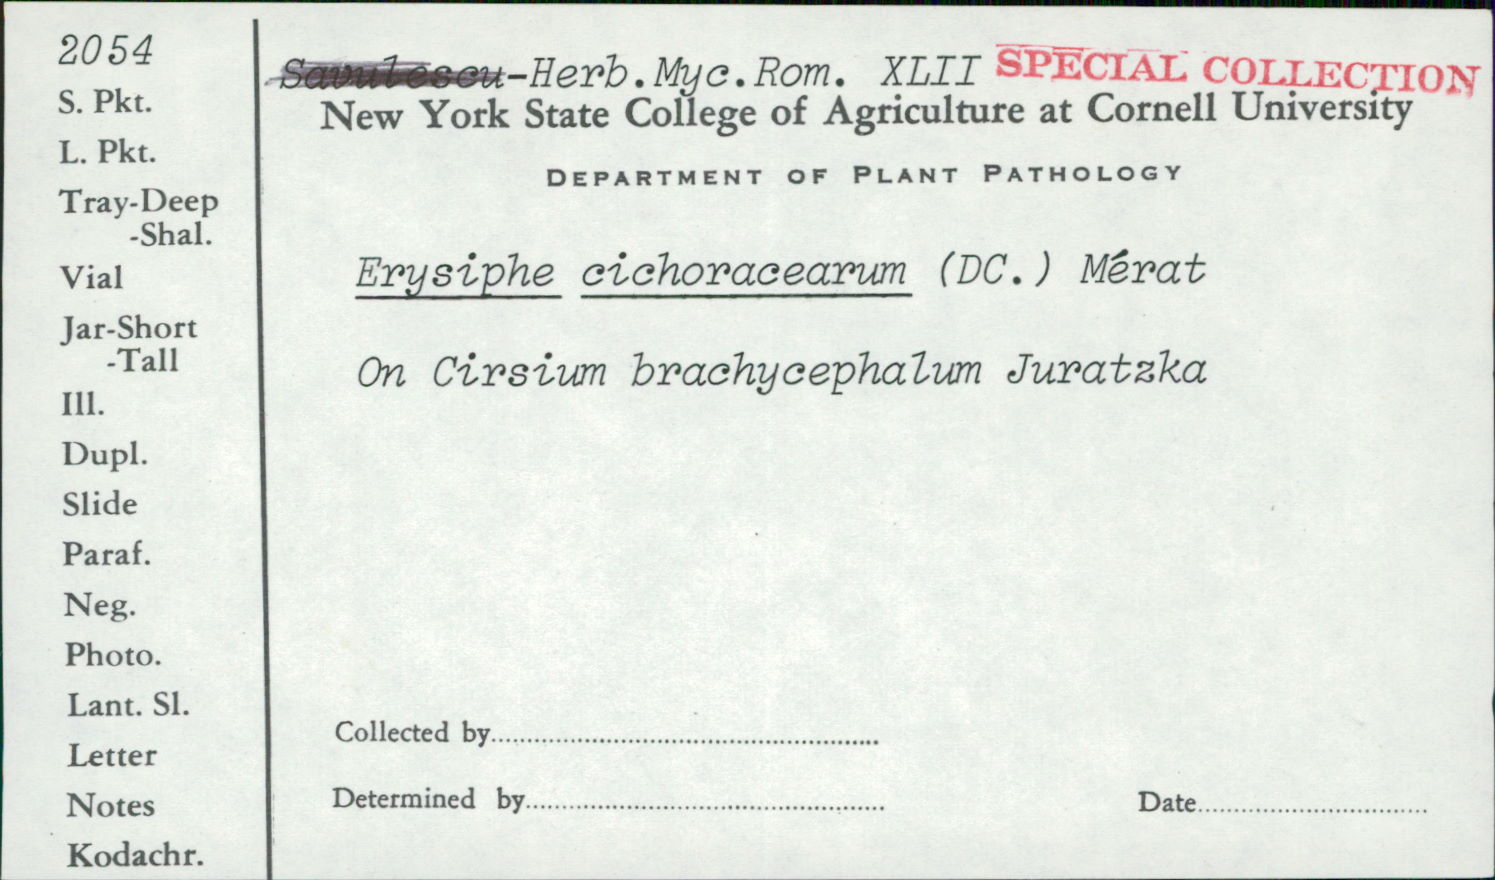 2054
S. Pkt.
L. Pkt.
Tray-Deep
-Shal.
Vial
Jar-Short
-Tall
Ill.
Dupl.
Slide
Paraf.
Neg.
Photo.
Lant. Sl.
Letter
Notes
Kodachr.
Savulescu-Herb.Myc.Rom. XLII SPECIAL COLLECTION
New York State College of Agriculture at Cornell University
DEPARTMENT OF PLANT PATHOLOGY
Erysiphe cichoracearum (DC.) Mérat
On Cirsium brachycephalum Juratzka
Collected by
Determined by
Date